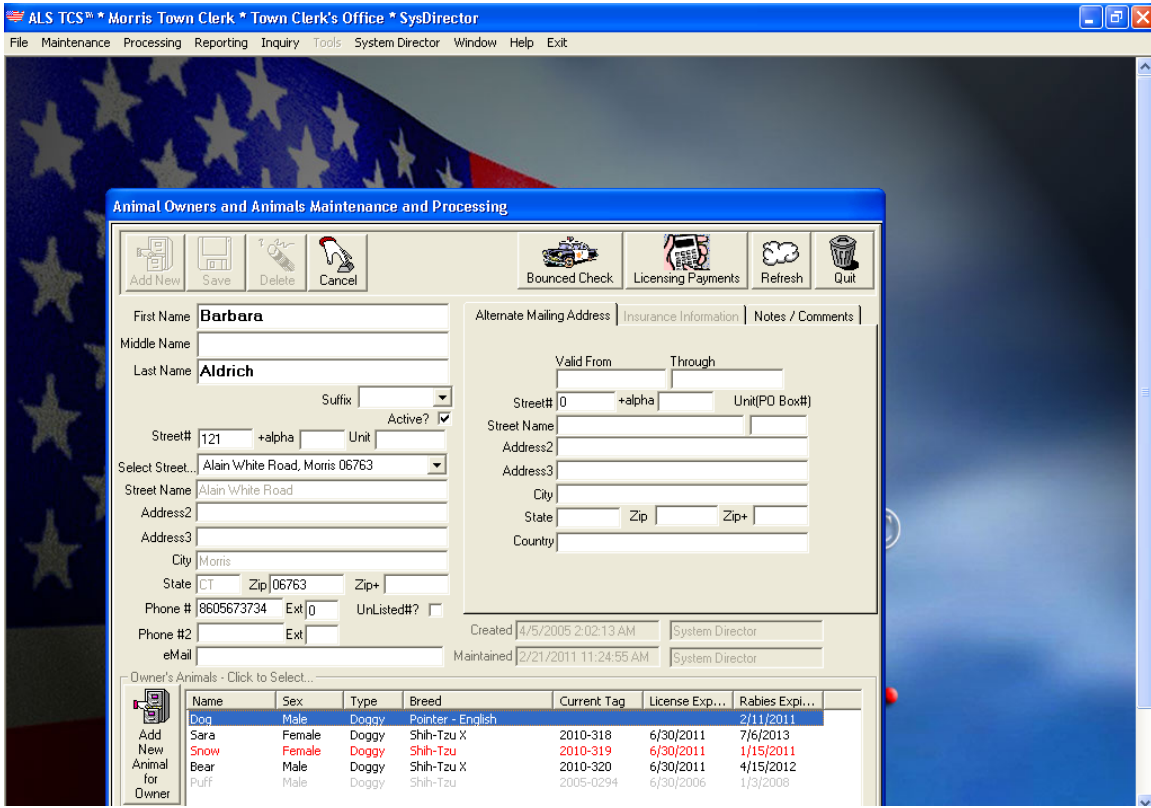 ALS TCS™ * Morris Town Clerk * Town Clerk's Office * SysDirector
File Maintenance Processing Reporting Inquiry Tools System Director Window Help Exit
Animal Owners and Animals Maintenance and Processing
Add New Save Delete Cancel Bounced Check Licensing Payments Refresh Quit
First Name Barbara
Middle Name
Last Name Aldrich
Suffix
Active?
Street# 121 +alpha Unit
Select Street... Alain White Road, Morris 06763
Street Name Alain White Road
Address2
Address3
City Morris
State CT Zip 06763 Zip+
Phone # 8605673734 Ext 0 UnListed#?
Phone #2 Ext
eMail
Alternate Mailing Address Insurance Information Notes / Comments
Valid From Through
Street# 0 +alpha Unit(PO Box#)
Street Name
Address2
Address3
City
State Zip Zip+
Country
Created 4/5/2005 2:02:13 AM System Director
Maintained 2/21/2011 11:24:55 AM System Director
Owner's Animals - Click to Select...
Add
New
Animal
for
Owner
Name Sex Type Breed Current Tag License Exp... Rabies Expi...
Dog Male Doggy Pointer - English 2/11/2011
Sara Female Doggy Shih-Tzu X 2010-318 6/30/2011 7/6/2013
Snow Female Doggy Shih-Tzu 2010-319 6/30/2011 1/15/2011
Bear Male Doggy Shih-Tzu X 2010-320 6/30/2011 4/15/2012
Puff Male Doggy Shih-Tzu 2005-0294 6/30/2006 1/3/2008